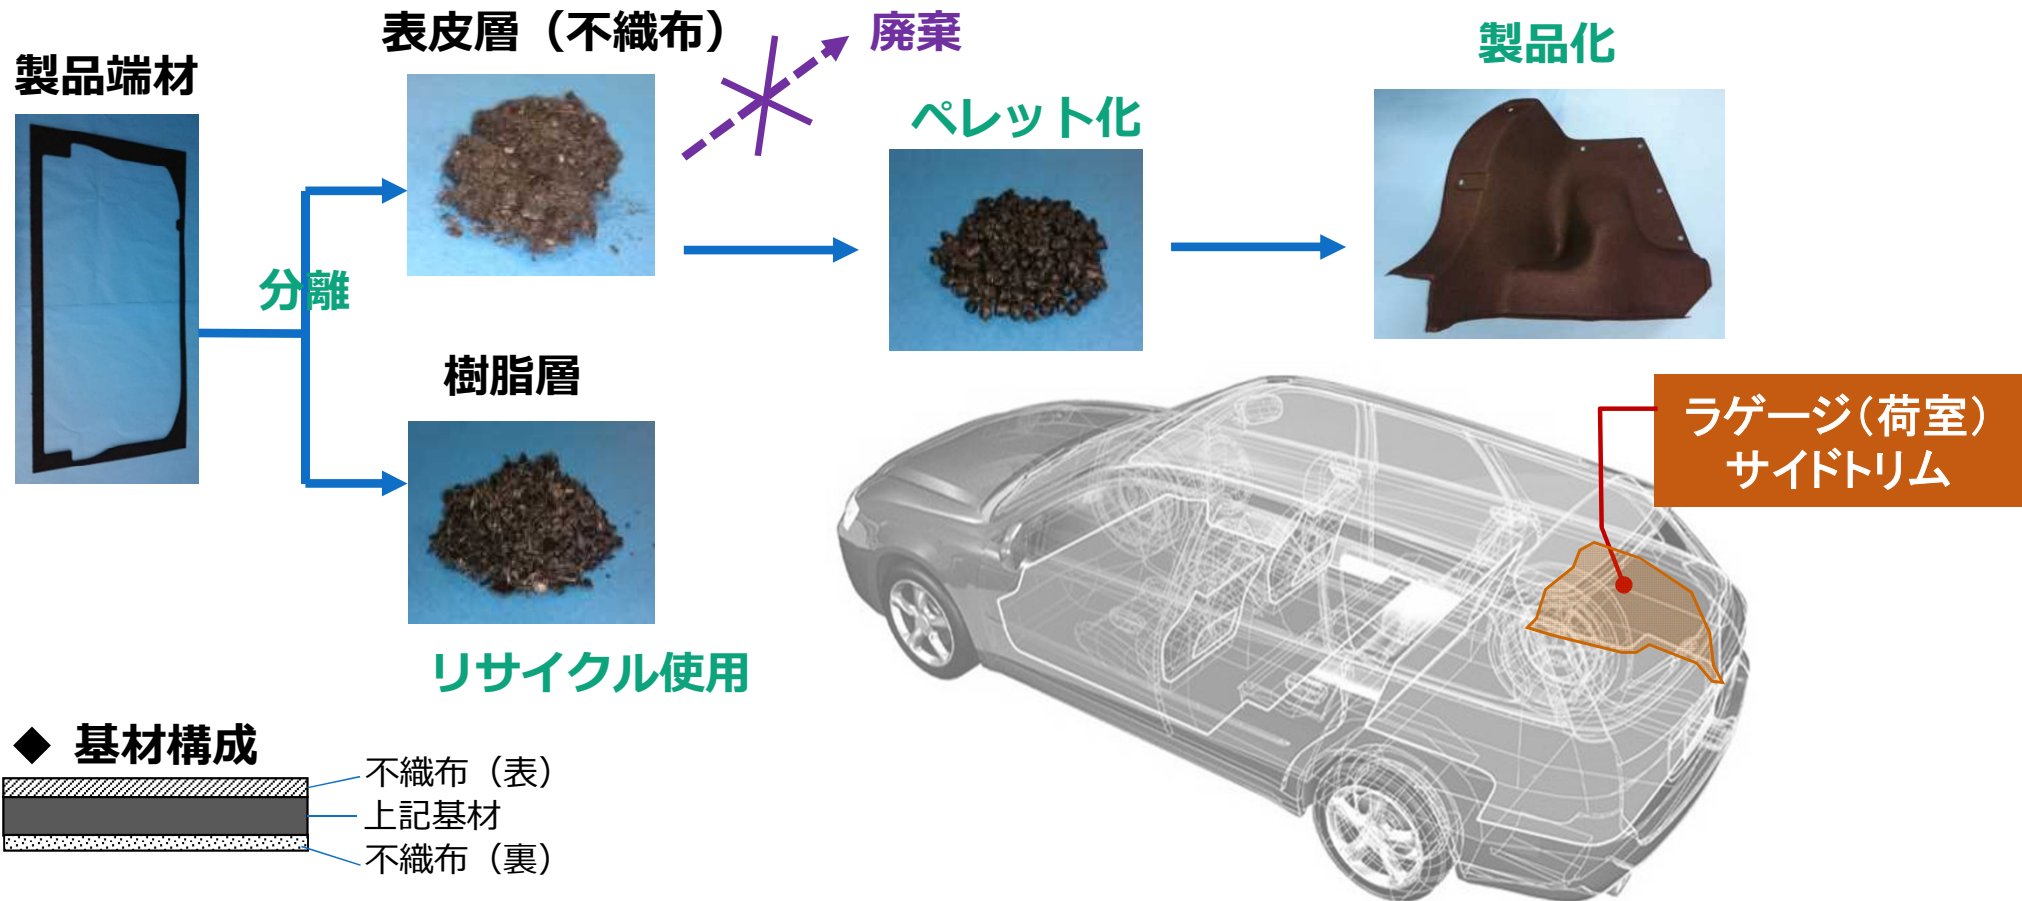 製品端材
表皮層（不織布）
廃棄
ペレット化
製品化
分離
樹脂層
リサイクル使用
ラゲージ（荷室）
サイドトリム
◆ 基材構成
不織布（表）
上記基材
不織布（裏）